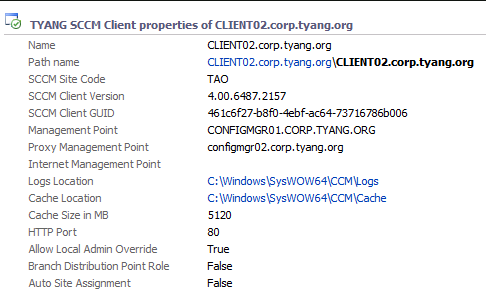 TYANG SCCM Client properties of CLIENT02.corp.tyang.org
Name CLIENT02.corp.tyang.org
Path name CLIENT02.corp.tyang.org\CLIENT02.corp.tyang.org
SCCM Site Code TAO
SCCM Client Version 4.00.6487.2157
SCCM Client GUID 461c6f27-b8f0-4ebf-ac64-73716786b006
Management Point CONFIGMGR01.CORP.TYANG.ORG
Proxy Management Point configmgr02.corp.tyang.org
Internet Management Point
Logs Location C:\Windows\SysWOW64\CCM\Logs
Cache Location C:\Windows\SysWOW64\CCM\Cache
Cache Size in MB 5120
HTTP Port 80
Allow Local Admin Override True
Branch Distribution Point Role False
Auto Site Assignment False